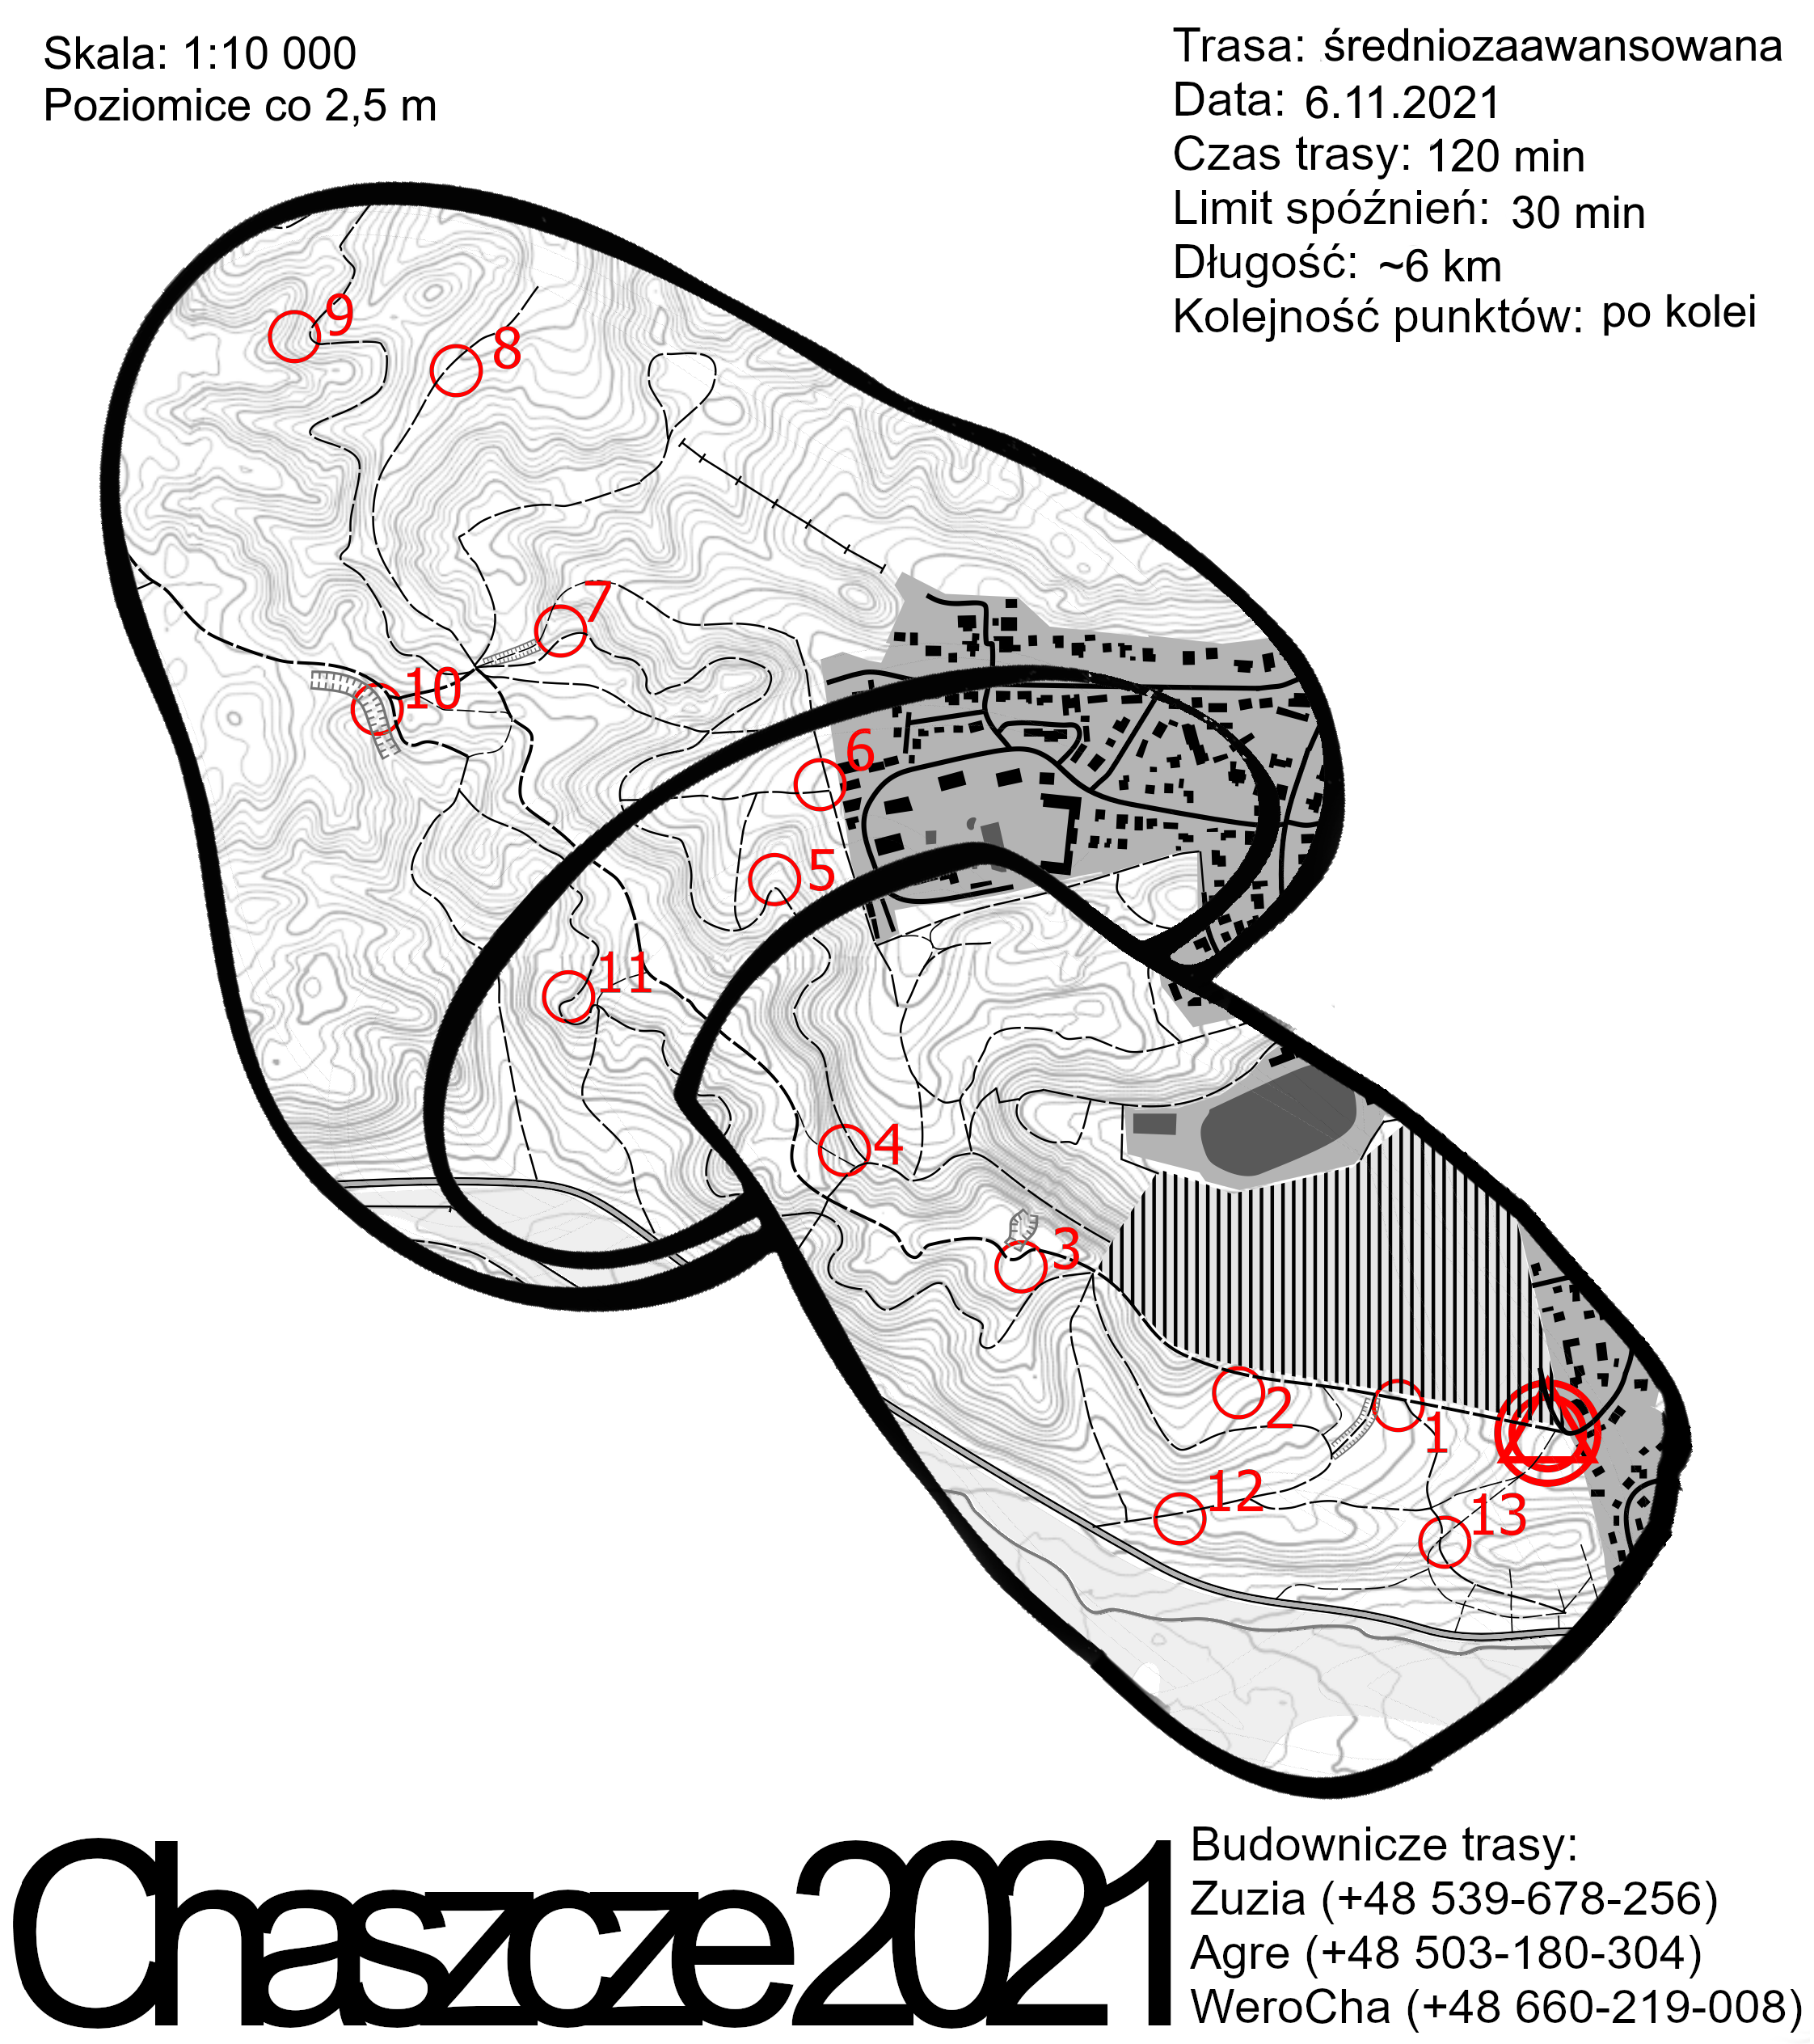 Skala: 1:10 000
Poziomice co 2,5 m
Trasa: średniozaawansowana
Data: 6.11.2021
Czas trasy: 120 min
Limit spóźnień: 30 min
Długość: ~6 km
Kolejność punktów: po kolei
9
8
7
10
6
5
11
4
3
2
1
12
13
Chaszcze 2021
Budownicze trasy:
Zuzia (+48 539-678-256)
Agre (+48 503-180-304)
WeroCha (+48 660-219-008)